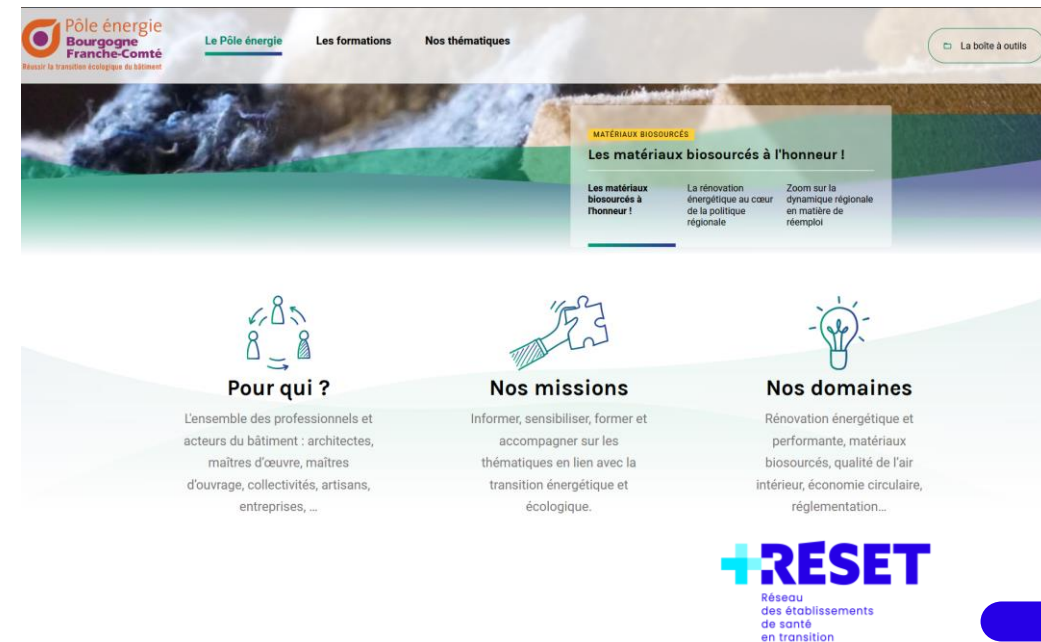 Pôle énergie
Bourgogne
Franche-Comté
Réussir la transition écologique du bâtiment
Le Pôle énergie
Les formations
Nos thématiques
La boîte à outils
MATÉRIAUX BIOSOURCÉS
Les matériaux biosourcés à l'honneur !
Les matériaux
biosourcés à
l'honneur !
La rénovation
énergétique au cœur
de la politique
régionale
Zoom sur la
dynamique régionale
en matière de
réemploi
Pour qui ?
L'ensemble des professionnels et
acteurs du bâtiment : architectes,
maîtres d'œuvre, maîtres
d'ouvrage, collectivités, artisans,
entreprises, ...
Nos missions
Informer, sensibiliser, former et
accompagner sur les
thématiques en lien avec la
transition énergétique et
écologique.
Nos domaines
Rénovation énergétique et
performante, matériaux
biosourcés, qualité de l'air
intérieur, économie circulaire,
réglementation...
+RÉSET
Réseau
des établissements
de santé
en transition